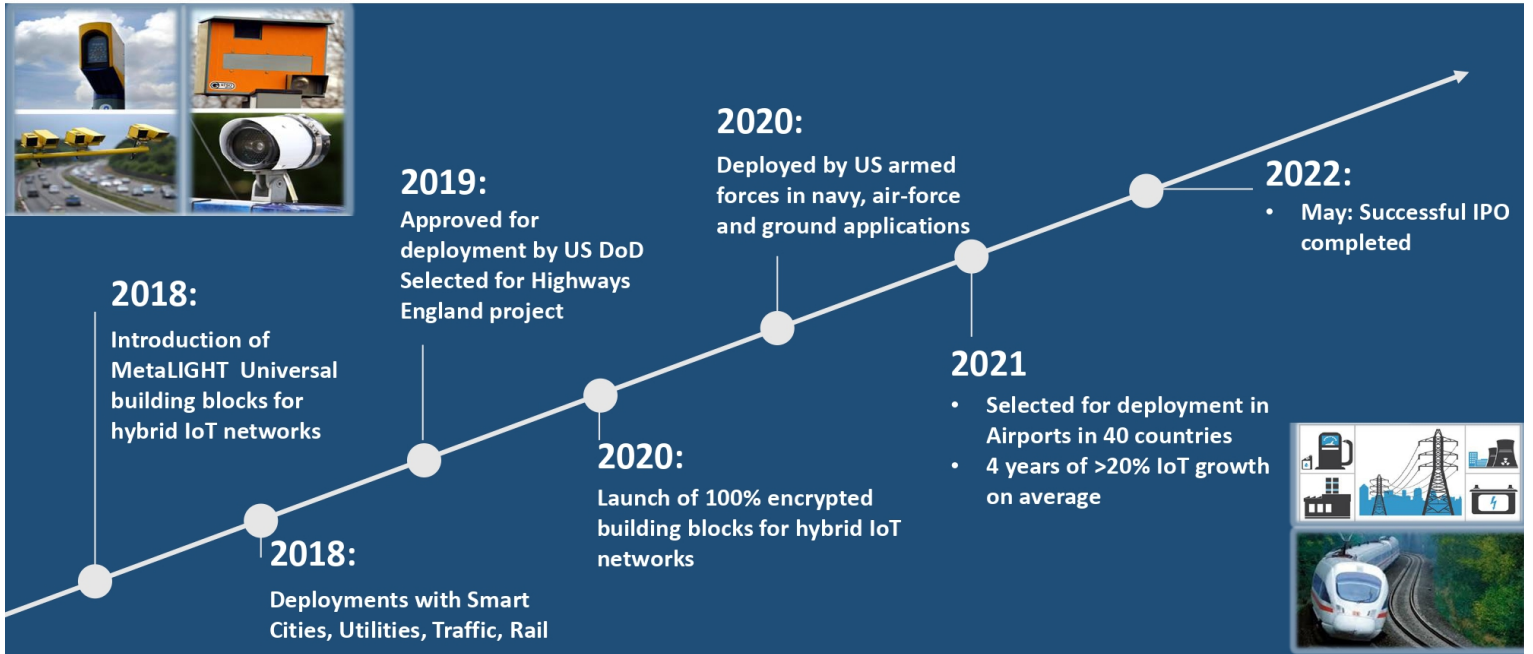 2018:
Introduction of
MetaLIGHT Universal
building blocks for
hybrid IoT networks
2018:
Deployments with Smart
Cities, Utilities, Traffic, Rail
2019:
Approved for
deployment by US DoD
Selected for Highways
England project
2020:
Launch of 100% encrypted
building blocks for hybrid IoT
networks
2020:
Deployed by US armed
forces in navy, air-force
and ground applications
2021
• Selected for deployment in
Airports in 40 countries
• 4 years of >20% IoT growth
on average
2022:
• May: Successful IPO
completed